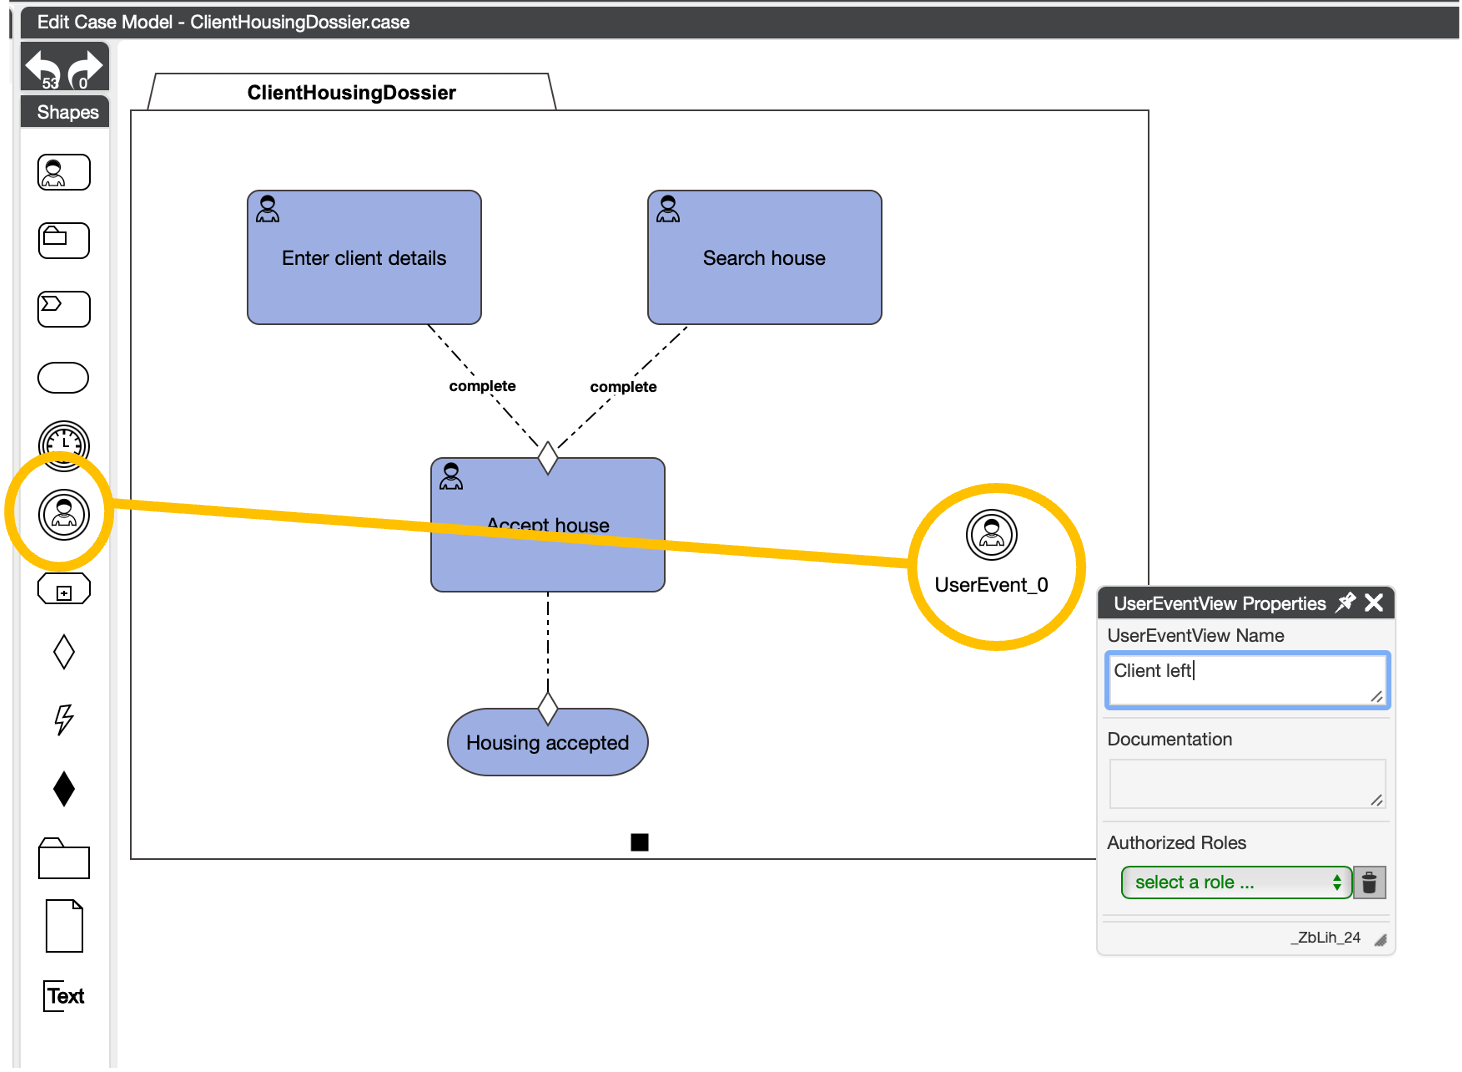 Edit Case Model - ClientHousingDossier.case
53 0
Shapes
ClientHousingDossier
Enter client details
Search house
complete
complete
Accept house
UserEvent_0
Housing accepted
Text
UserEventView Properties
UserEventView Name
Client left
Documentation
Authorized Roles
select a role ...
_ZbLih_24